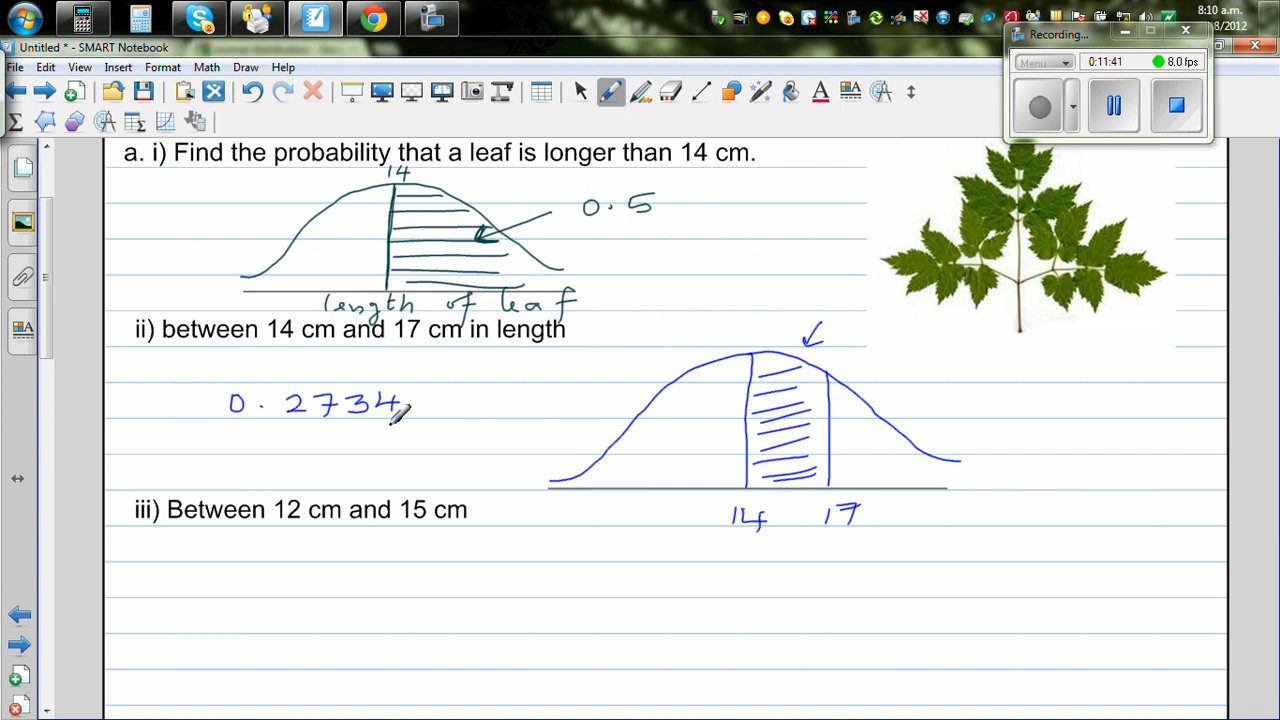 8:10 a.m.
8/2012
Untitled * - SMART Notebook
Recording...
File Edit View Insert Format Math Draw Help
Menu
0:11:41
8.0 fps
a. i) Find the probability that a leaf is longer than 14 cm.
14
0.5
length of leaf
ii) between 14 cm and 17 cm in length
0.2734
14 17
iii) Between 12 cm and 15 cm